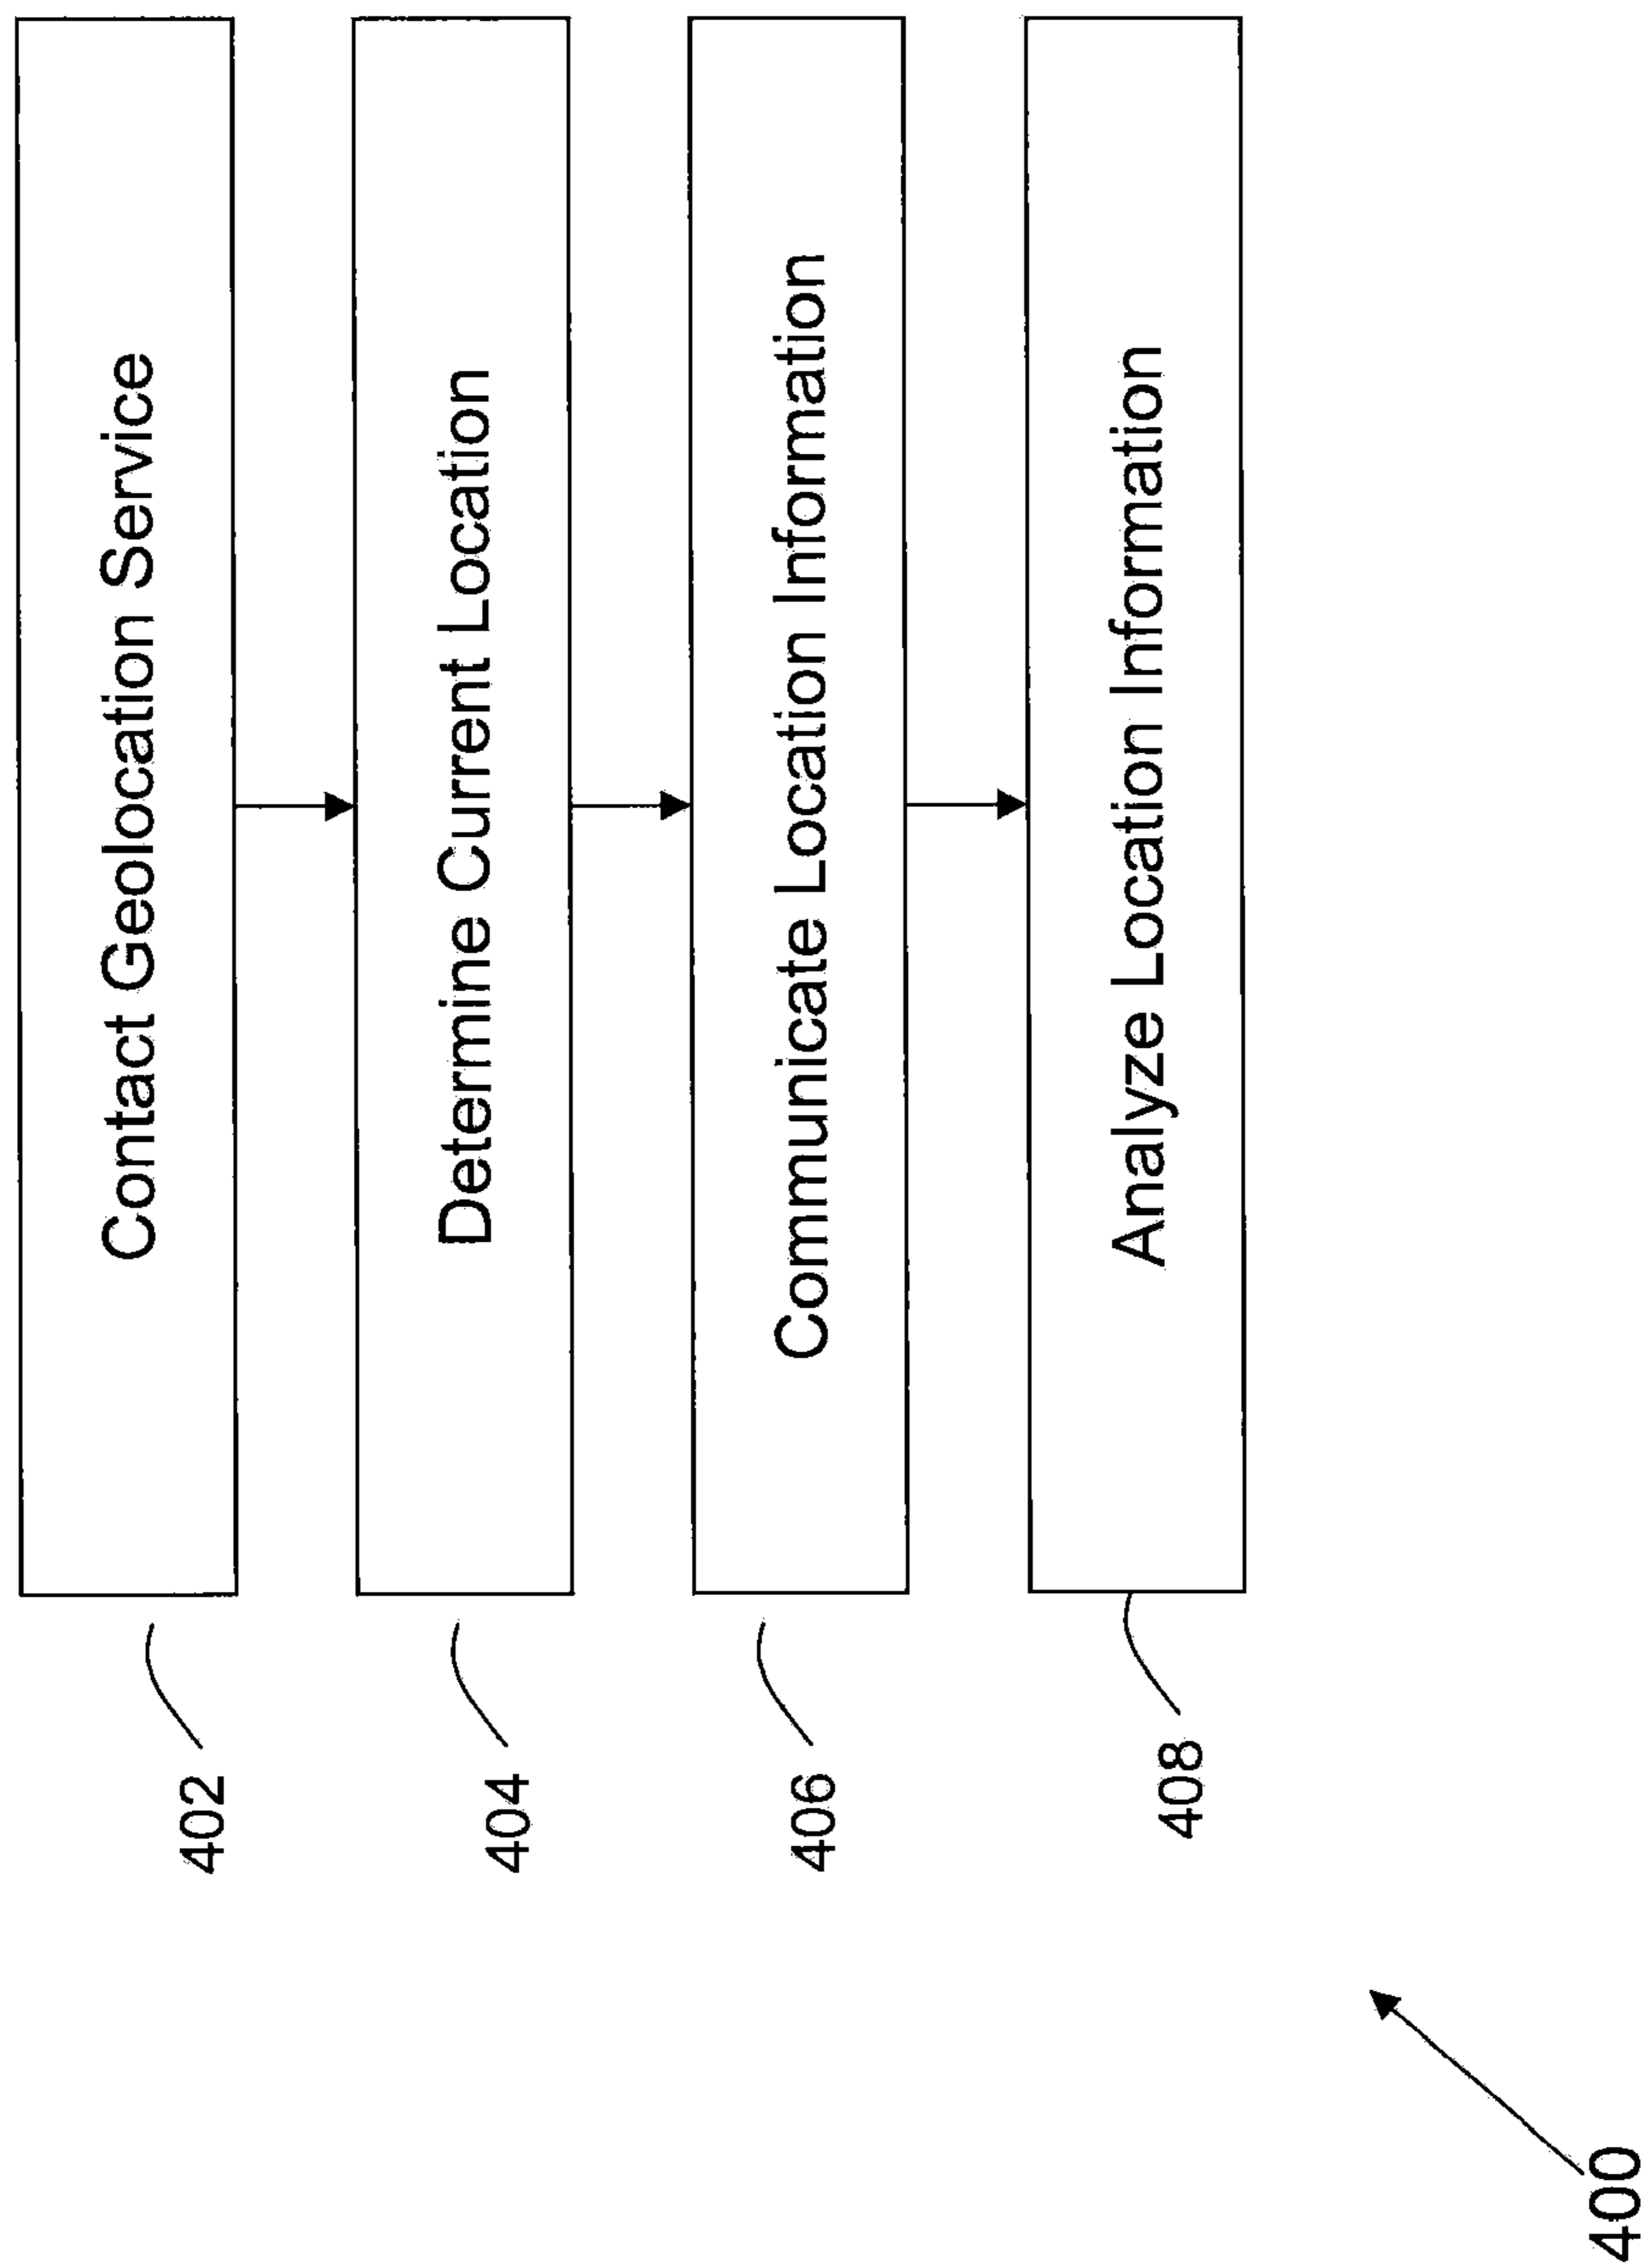 Contact Geolocation Service
402
Determine Current Location
404
Communicate Location Information
406
Analyze Location Information
408
400